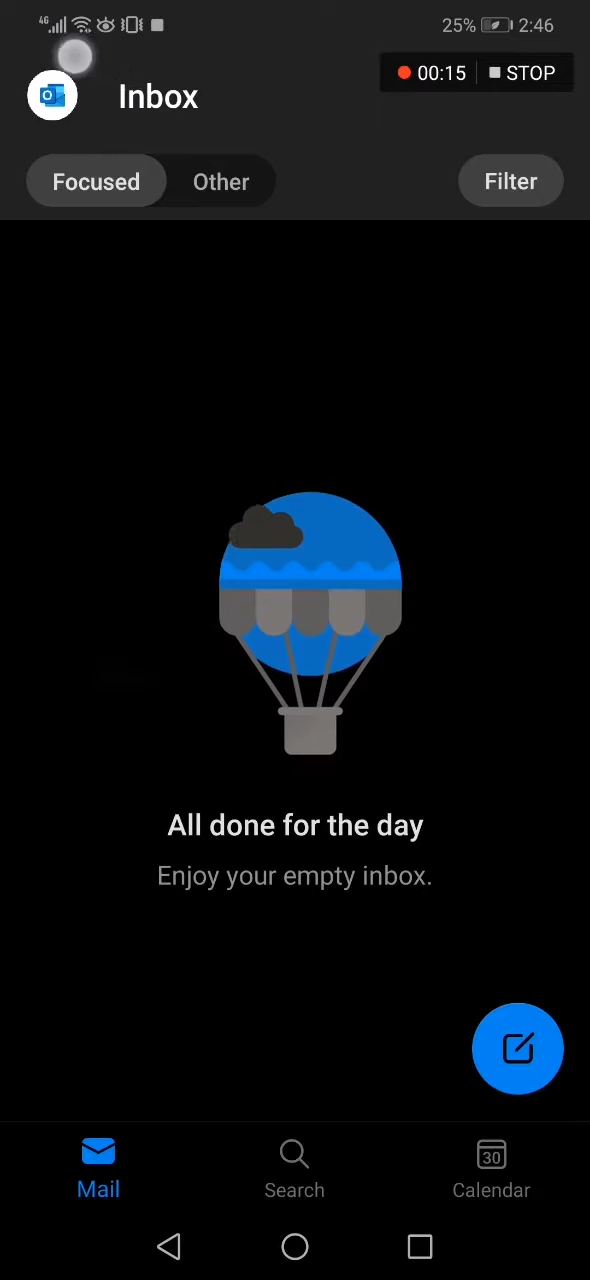 4G 25% 2:46
00:15 STOP
Inbox
Focused Other Filter
All done for the day
Enjoy your empty inbox.
30
Mail Search Calendar